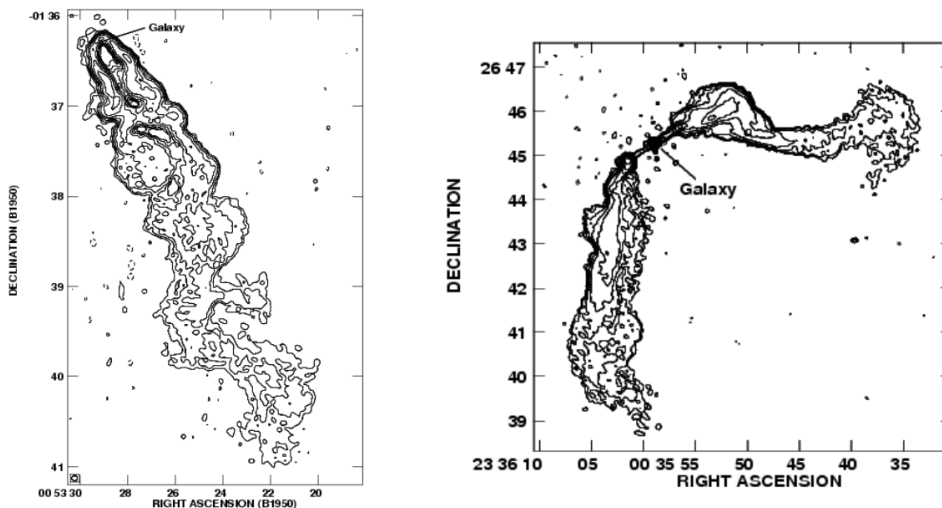 -01 36
Galaxy
37
38
39
40
41
DECLINATION (B1950)
00 53 30 28 26 24 22 20
RIGHT ASCENSION (B1950)
26 47
46
45
44
43
42
41
40
39
Galaxy
DECLINATION
23 36 10 05 00 35 55 50 45 40 35
RIGHT ASCENSION